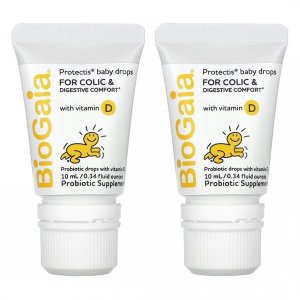 BioGaia
Protectis® baby drops
FOR COLIC &
DIGESTIVE COMFORT*
with vitamin D
Probiotic drops with vitamin D
10 mL/0.34 fluid ounces
Probiotic Supplement
BioGaia
Protectis® baby drops
FOR COLIC &
DIGESTIVE COMFORT*
with vitamin D
Probiotic drops with vitamin D
10 mL/0.34 fluid ounces
Probiotic Supplement